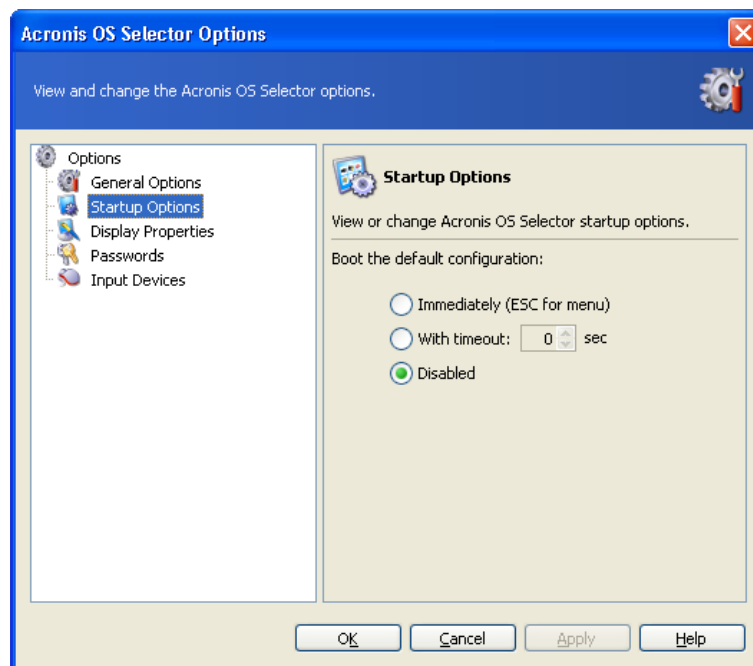 Acronis OS Selector Options
View and change the Acronis OS Selector options.
Options
General Options
Startup Options
Display Properties
Passwords
Input Devices
Startup Options
View or change Acronis OS Selector startup options.
Boot the default configuration:
Immediately (ESC for menu)
With timeout: 0 sec
Disabled
OK Cancel Apply Help